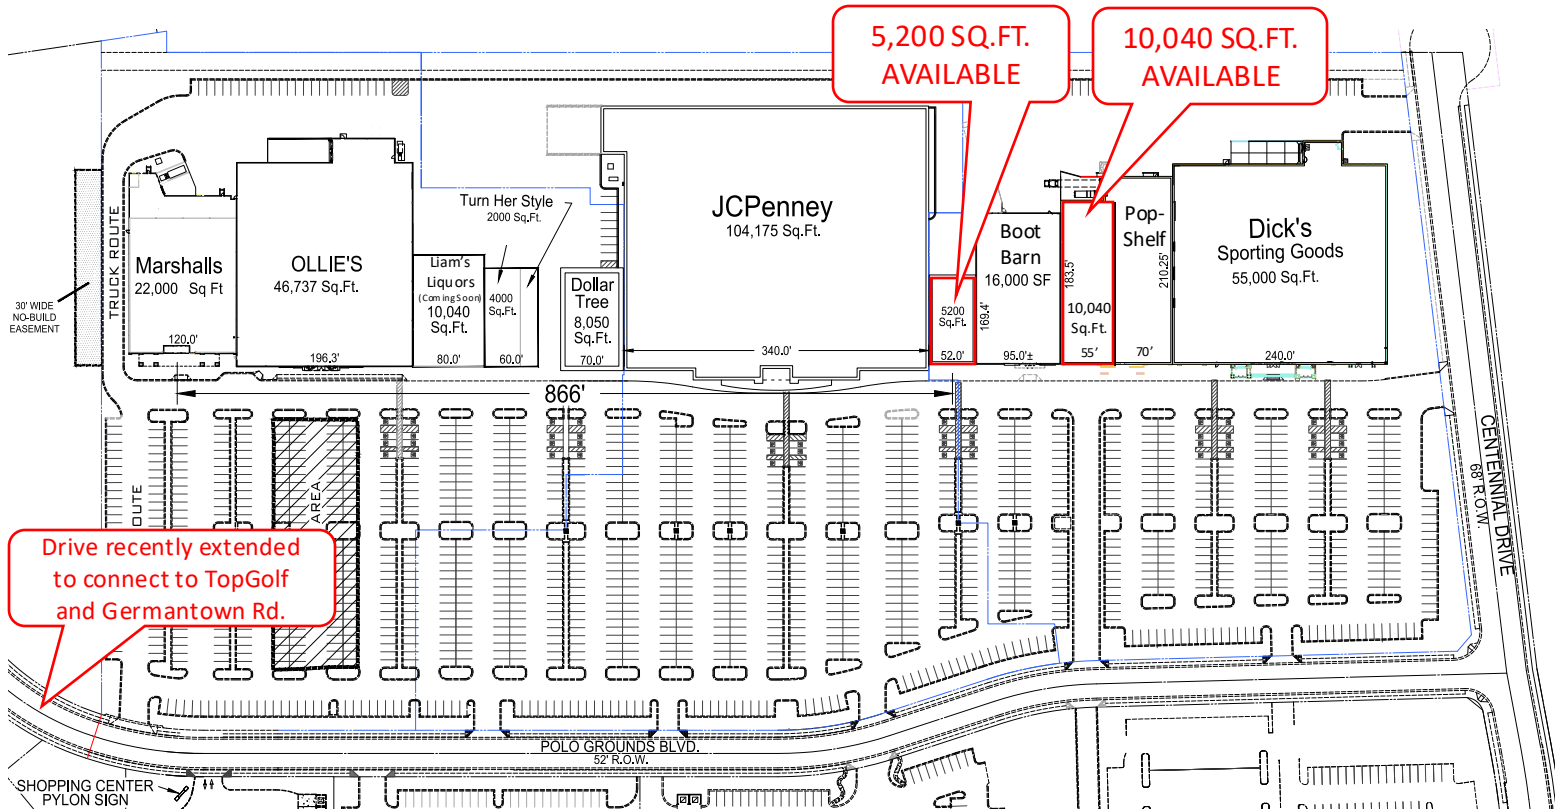 5,200 SQ.FT.
AVAILABLE
10,040 SQ.FT.
AVAILABLE
30' WIDE
NO-BUILD
EASEMENT
TRUCK ROUTE
Marshalls
22,000 Sq Ft
120.0'
OLLIE'S
46,737 Sq.Ft.
196.3'
Liam's
Liquors
(Coming Soon)
10,040
Sq.Ft.
80.0'
Turn Her Style
2000 Sq.Ft.
4000
Sq.Ft.
60.0'
Dollar
Tree
8,050
Sq.Ft.
70.0'
JCPenney
104,175 Sq.Ft.
340.0'
5200
Sq.Ft.
52.0'
169.4'
Boot
Barn
16,000 SF
95.0'±
183.5'
10,040
Sq.Ft.
55'
Pop-
Shelf
210.25'
70'
Dick's
Sporting Goods
55,000 Sq.Ft.
240.0'
866'
AREA
OUTE
CENTENNIAL DRIVE
68' R.O.W.
Drive recently extended
to connect to TopGolf
and Germantown Rd.
POLO GROUNDS BLVD.
52' R.O.W.
SHOPPING CENTER
PYLON SIGN